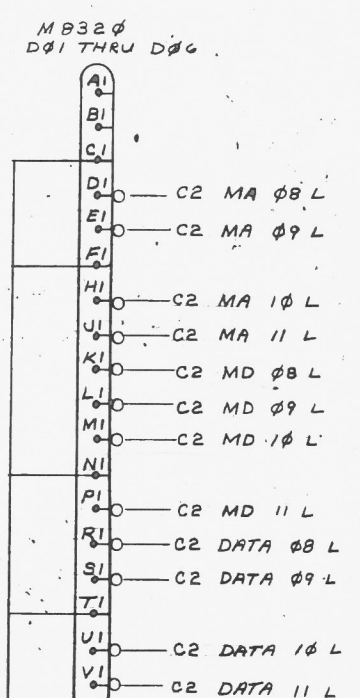 M832Ø
DØ1 THRU DØ6
A1
B1
C1
D1 C2 MA Ø8 L
E1 C2 MA Ø9 L
F1
H1 C2 MA 1Ø L
J1 C2 MA 11 L
K1 C2 MD Ø8 L
L1 C2 MD Ø9 L
M1 C2 MD 1Ø L
N1
P1 C2 MD 11 L
R1 C2 DATA Ø8 L
S1 C2 DATA Ø9 L
T1
U1 C2 DATA 1Ø L
V1 C2 DATA 11 L